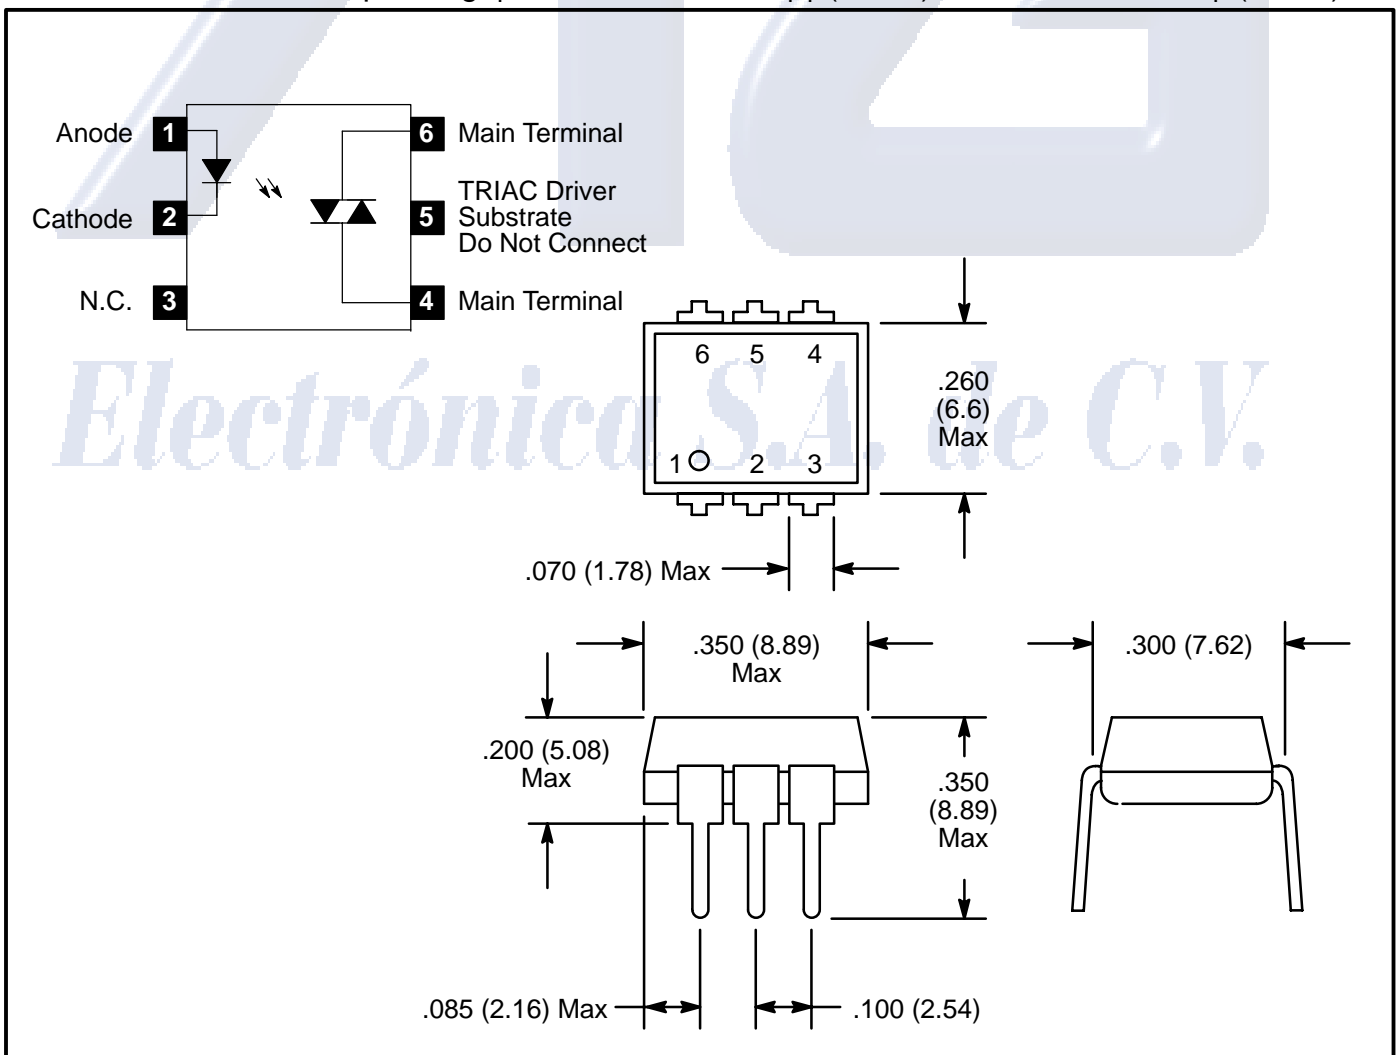 Anode 1
6 Main Terminal
Cathode 2
5 TRIAC Driver
Substrate
Do Not Connect
N.C. 3
4 Main Terminal
6 5 4
1 2 3
.260
(6.6)
Max
Electrónica S.A. de C.V.
.070 (1.78) Max
.350 (8.89)
Max
.300 (7.62)
.200 (5.08)
Max
.350
(8.89)
Max
.085 (2.16) Max
.100 (2.54)